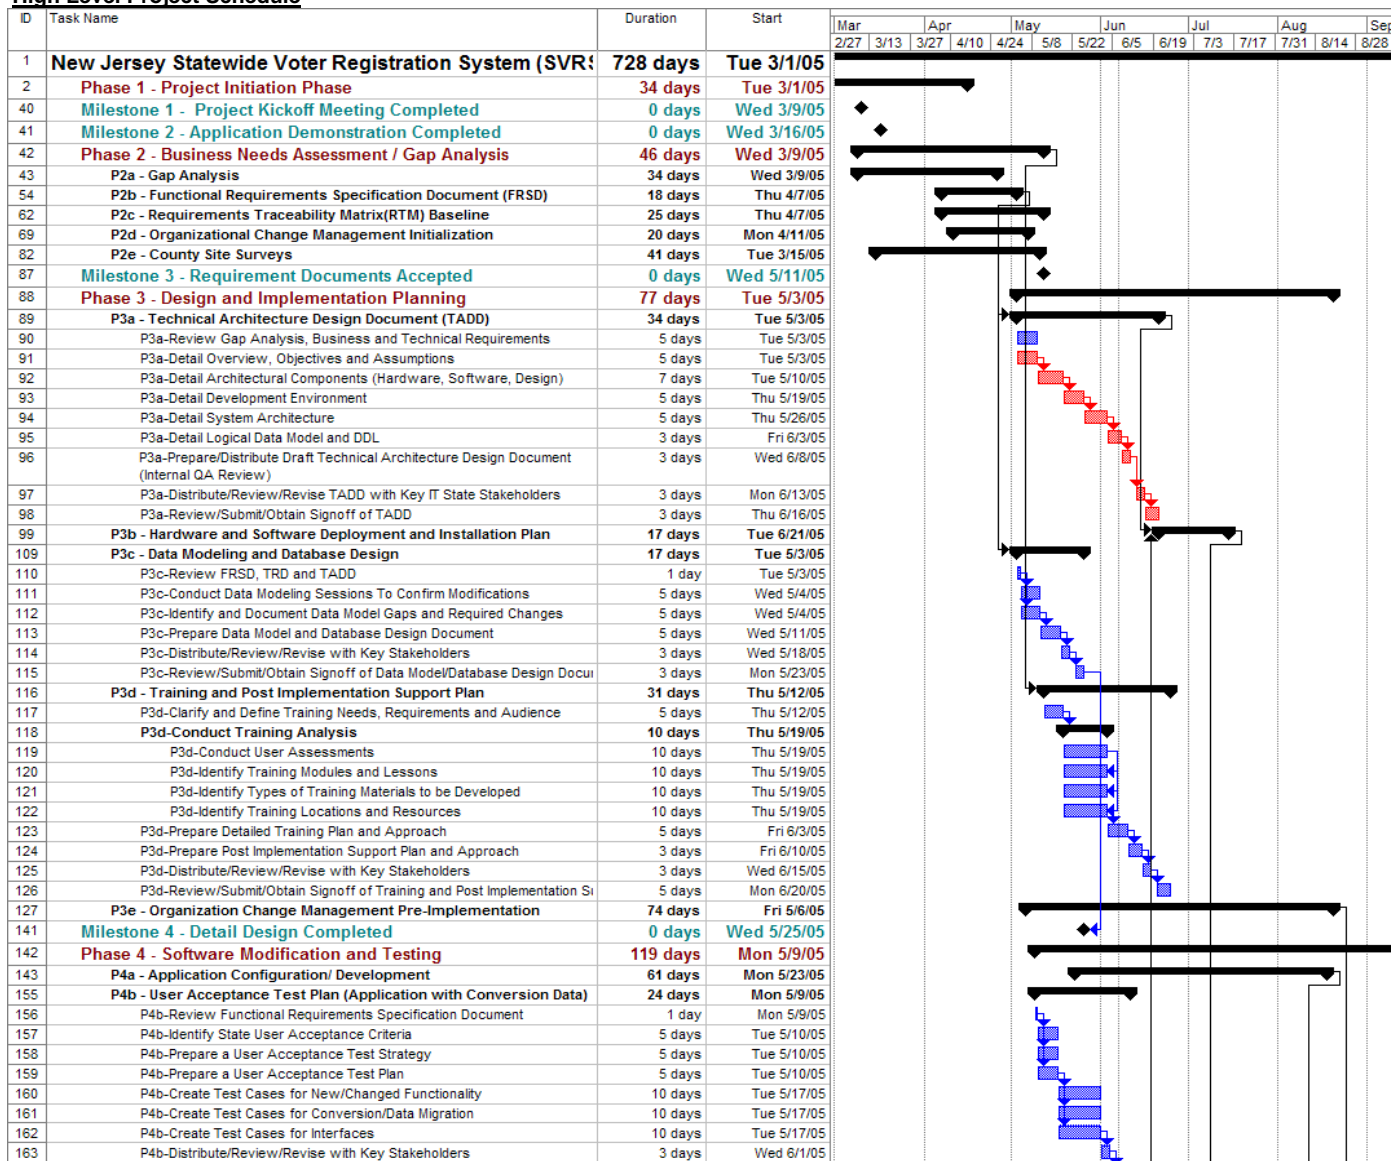 High Level Project Schedule
ID Task Name Duration Start Mar Apr May Jun Jul Aug Sep
2/27 3/13 3/27 4/10 4/24 5/8 5/22 6/5 6/19 7/3 7/17 7/31 8/14 8/28
1 New Jersey Statewide Voter Registration System (SVRS 728 days Tue 3/1/05
2 Phase 1 - Project Initiation Phase 34 days Tue 3/1/05
40 Milestone 1 - Project Kickoff Meeting Completed 0 days Wed 3/9/05
41 Milestone 2 - Application Demonstration Completed 0 days Wed 3/16/05
42 Phase 2 - Business Needs Assessment / Gap Analysis 46 days Wed 3/9/05
43 P2a - Gap Analysis 34 days Wed 3/9/05
54 P2b - Functional Requirements Specification Document (FRSD) 18 days Thu 4/7/05
62 P2c - Requirements Traceability Matrix(RTM) Baseline 25 days Thu 4/7/05
69 P2d - Organizational Change Management Initialization 20 days Mon 4/11/05
82 P2e - County Site Surveys 41 days Tue 3/15/05
87 Milestone 3 - Requirement Documents Accepted 0 days Wed 5/11/05
88 Phase 3 - Design and Implementation Planning 77 days Tue 5/3/05
89 P3a - Technical Architecture Design Document (TADD) 34 days Tue 5/3/05
90 P3a-Review Gap Analysis, Business and Technical Requirements 5 days Tue 5/3/05
91 P3a-Detail Overview, Objectives and Assumptions 5 days Tue 5/3/05
92 P3a-Detail Architectural Components (Hardware, Software, Design) 7 days Tue 5/10/05
93 P3a-Detail Development Environment 5 days Thu 5/19/05
94 P3a-Detail System Architecture 5 days Thu 5/26/05
95 P3a-Detail Logical Data Model and DDL 3 days Fri 6/3/05
96 P3a-Prepare/Distribute Draft Technical Architecture Design Document 3 days Wed 6/8/05
(Internal QA Review)
97 P3a-Distribute/Review/Revise TADD with Key IT State Stakeholders 3 days Mon 6/13/05
98 P3a-Review/Submit/Obtain Signoff of TADD 3 days Thu 6/16/05
99 P3b - Hardware and Software Deployment and Installation Plan 17 days Tue 6/21/05
109 P3c - Data Modeling and Database Design 17 days Tue 5/3/05
110 P3c-Review FRSD, TRD and TADD 1 day Tue 5/3/05
111 P3c-Conduct Data Modeling Sessions To Confirm Modifications 5 days Wed 5/4/05
112 P3c-Identify and Document Data Model Gaps and Required Changes 5 days Wed 5/4/05
113 P3c-Prepare Data Model and Database Design Document 5 days Wed 5/11/05
114 P3c-Distribute/Review/Revise with Key Stakeholders 3 days Wed 5/18/05
115 P3c-Review/Submit/Obtain Signoff of Data Model/Database Design Docu 3 days Mon 5/23/05
116 P3d - Training and Post Implementation Support Plan 31 days Thu 5/12/05
117 P3d-Clarify and Define Training Needs, Requirements and Audience 5 days Thu 5/12/05
118 P3d-Conduct Training Analysis 10 days Thu 5/19/05
119 P3d-Conduct User Assessments 10 days Thu 5/19/05
120 P3d-Identify Training Modules and Lessons 10 days Thu 5/19/05
121 P3d-Identify Types of Training Materials to be Developed 10 days Thu 5/19/05
122 P3d-Identify Training Locations and Resources 10 days Thu 5/19/05
123 P3d-Prepare Detailed Training Plan and Approach 5 days Fri 6/3/05
124 P3d-Prepare Post Implementation Support Plan and Approach 3 days Fri 6/10/05
125 P3d-Distribute/Review/Revise with Key Stakeholders 3 days Wed 6/15/05
126 P3d-Review/Submit/Obtain Signoff of Training and Post Implementation Su 5 days Mon 6/20/05
127 P3e - Organization Change Management Pre-Implementation 74 days Fri 5/6/05
141 Milestone 4 - Detail Design Completed 0 days Wed 5/25/05
142 Phase 4 - Software Modification and Testing 119 days Mon 5/9/05
143 P4a - Application Configuration/ Development 61 days Mon 5/23/05
155 P4b - User Acceptance Test Plan (Application with Conversion Data) 24 days Mon 5/9/05
156 P4b-Review Functional Requirements Specification Document 1 day Mon 5/9/05
157 P4b-Identify State User Acceptance Criteria 5 days Tue 5/10/05
158 P4b-Prepare a User Acceptance Test Strategy 5 days Tue 5/10/05
159 P4b-Prepare a User Acceptance Test Plan 5 days Tue 5/10/05
160 P4b-Create Test Cases for New/Changed Functionality 10 days Tue 5/17/05
161 P4b-Create Test Cases for Conversion/Data Migration 10 days Tue 5/17/05
162 P4b-Create Test Cases for Interfaces 10 days Tue 5/17/05
163 P4b-Distribute/Review/Revise with Key Stakeholders 3 days Wed 6/1/05